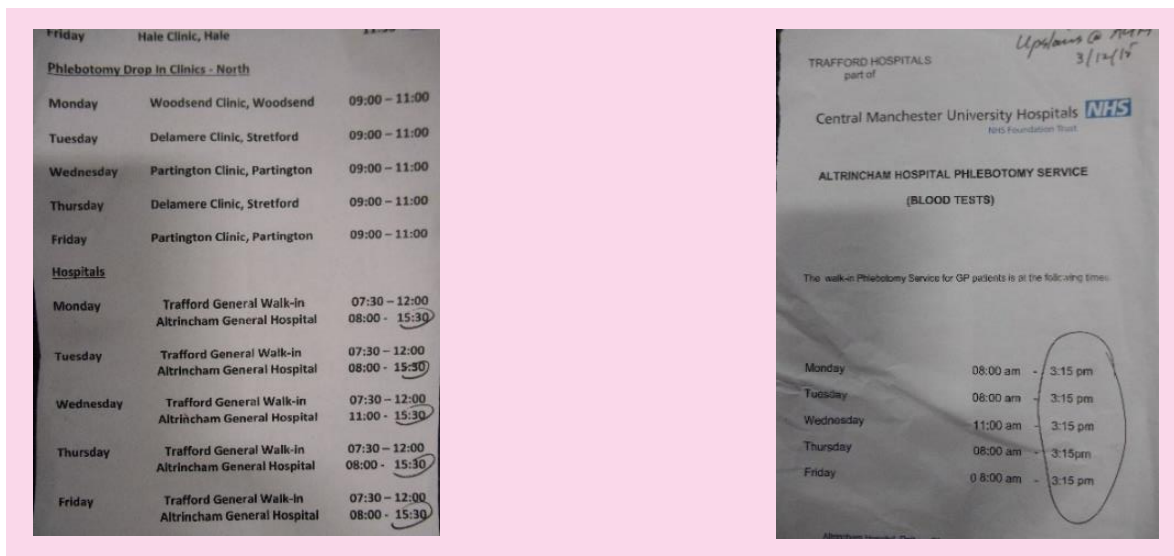 Friday Hale Clinic, Hale
Phlebotomy Drop In Clinics - North
Monday Woodsend Clinic, Woodsend 09:00 – 11:00
Tuesday Delamere Clinic, Stretford 09:00 – 11:00
Wednesday Partington Clinic, Partington 09:00 – 11:00
Thursday Delamere Clinic, Stretford 09:00 – 11:00
Friday Partington Clinic, Partington 09:00 – 11:00
Hospitals
Monday Trafford General Walk-in 07:30 – 12:00
Altrincham General Hospital 08:00 - 15:30
Tuesday Trafford General Walk-in 07:30 – 12:00
Altrincham General Hospital 08:00 - 15:30
Wednesday Trafford General Walk-in 07:30 – 12:00
Altrincham General Hospital 11:00 - 15:30
Thursday Trafford General Walk-in 07:30 – 12:00
Altrincham General Hospital 08:00 - 15:30
Friday Trafford General Walk-in 07:30 – 12:00
Altrincham General Hospital 08:00 - 15:30
Upstairs @
3/12/15
TRAFFORD HOSPITALS
part of
Central Manchester University Hospitals NHS
NHS Foundation Trust
ALTRINCHAM HOSPITAL PHLEBOTOMY SERVICE
(BLOOD TESTS)
The walk-in Phlebotomy Service for GP patients is at the following times
Monday 08:00 am - 3:15 pm
Tuesday 08:00 am - 3:15 pm
Wednesday 11:00 am - 3:15 pm
Thursday 08:00 am - 3:15pm
Friday 0 8:00 am - 3:15 pm
Altrincham Hospital